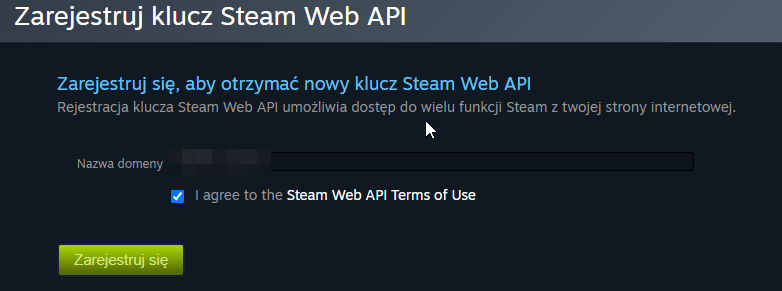 Zarejestruj klucz Steam Web API
Zarejestruj się, aby otrzymać nowy klucz Steam Web API
Rejestracja klucza Steam Web API umożliwia dostęp do wielu funkcji Steam z twojej strony internetowej.
Nazwa domeny
I agree to the Steam Web API Terms of Use
Zarejestruj się